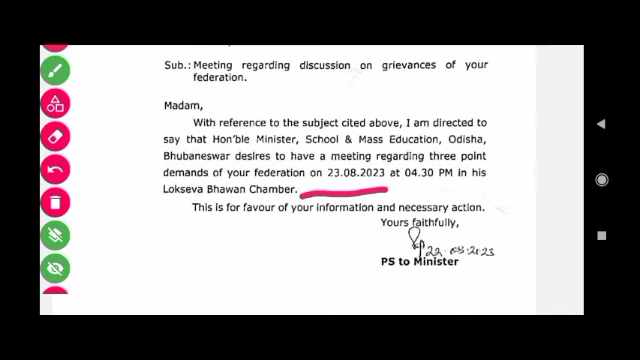 Sub.: Meeting regarding discussion on grievances of your
federation.
Madam,
With reference to the subject cited above, I am directed to
say that Hon'ble Minister, School & Mass Education, Odisha,
Bhubaneswar desires to have a meeting regarding three point
demands of your federation on 23.08.2023 at 04.30 PM in his
Lokseva Bhawan Chamber.
This is for favour of your information and necessary action.
Yours faithfully,
22.08.2023
PS to Minister